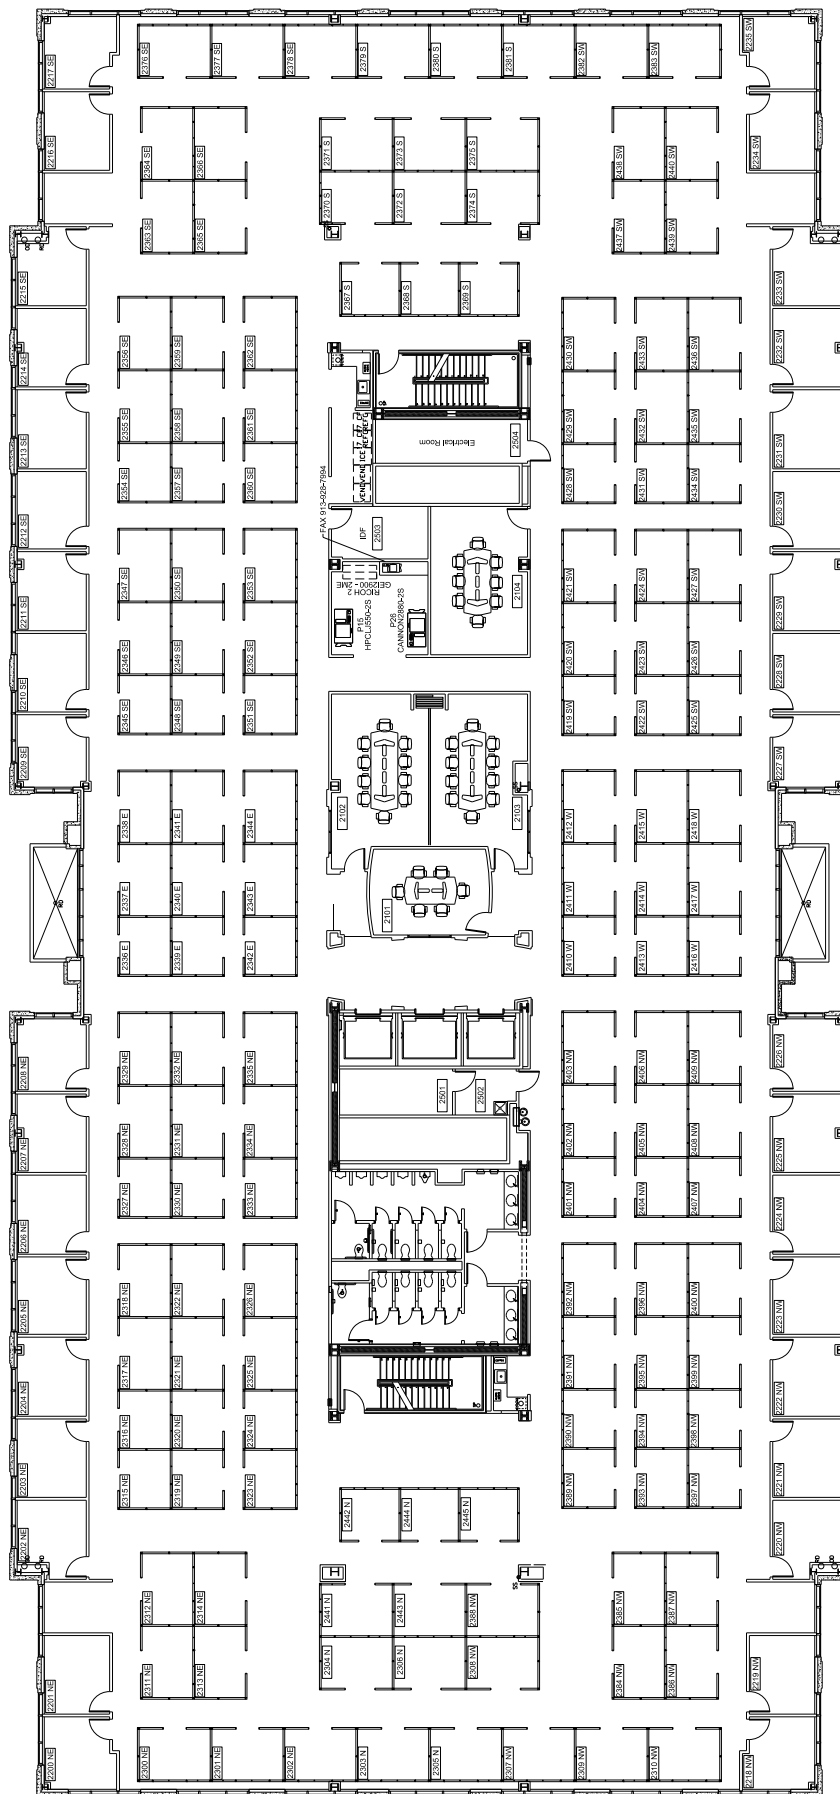 2217 SE
2376 SE
2377 SE
2378 SE
2379 S
2380 S
2381 S
2382 SW
2383 SW
2235 SW
2216 SE
2364 SE
2366 SE
2371 S
2373 S
2375 S
2438 SW
2440 SW
2234 SW
2363 SE
2365 SE
2370 S
2372 S
2374 S
2437 SW
2439 SW
2215 SE
2367 S
2368 S
2369 S
2233 SW
2214 SE
2356 SE
2359 SE
2362 SE
2430 SW
2433 SW
2436 SW
2232 SW
2213 SE
2355 SE
2358 SE
2361 SE
Electrical Room
2504
2429 SW
2432 SW
2435 SW
2231 SW
2354 SE
2357 SE
2360 SE
VEND
VEND
ICE
REF
REFG
2428 SW
2431 SW
2434 SW
2230 SW
2212 SE
FAX 913-928-7994
IDF
2503
2211 SE
2347 SE
2350 SE
2353 SE
RICOH 2
GEI2900 - 2ME
2104
2421 SW
2424 SW
2427 SW
2229 SW
P15
HPCLJ550-2S
P26
CANNON2880-2S
2210 SE
2346 SE
2349 SE
2352 SE
2420 SW
2423 SW
2426 SW
2228 SW
2345 SE
2348 SE
2351 SE
2419 SW
2422 SW
2425 SW
2209 SE
2227 SW
2338 E
2341 E
2344 E
2102
2103
2412 W
2415 W
2418 W
RD
2337 E
2340 E
2343 E
2101
2411 W
2414 W
2417 W
RD
2336 E
2339 E
2342 E
2410 W
2413 W
2416 W
2208 NE
2329 NE
2332 NE
2335 NE
2403 NW
2406 NW
2409 NW
2226 NW
2501
2502
2207 NE
2328 NE
2331 NE
2334 NE
2402 NW
2405 NW
2408 NW
2225 NW
2327 NE
2330 NE
2333 NE
2401 NW
2404 NW
2407 NW
2206 NE
2224 NW
2205 NE
2318 NE
2322 NE
2326 NE
2392 NW
2396 NW
2400 NW
2223 NW
2204 NE
2317 NE
2321 NE
2325 NE
2391 NW
2395 NW
2399 NW
2222 NW
2316 NE
2320 NE
2324 NE
2390 NW
2394 NW
2398 NW
2203 NE
2315 NE
2319 NE
2323 NE
2389 NW
2393 NW
2397 NW
2221 NW
2202 NE
2442 N
2444 N
2445 N
2220 NW
SS
2312 NE
2314 NE
2441 N
2443 N
2388 NW
2385 NW
2387 NW
2201 NE
2311 NE
2313 NE
2304 N
2306 N
2308 NW
2384 NW
2386 NW
2219 NW
2200 NE
2300 NE
2301 NE
2302 NE
2303 N
2305 N
2307 NW
2309 NW
2310 NW
2218 NW